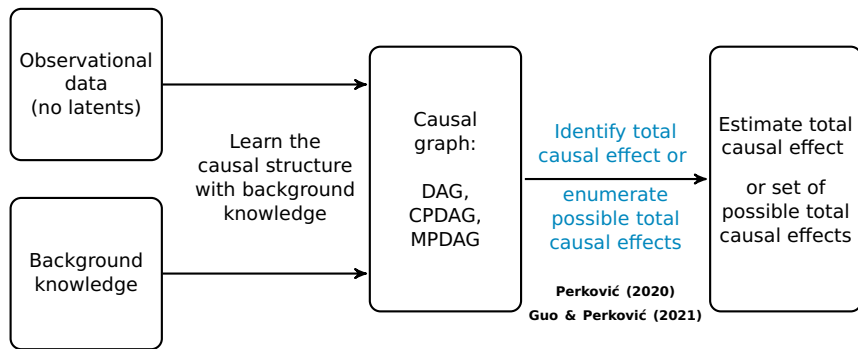 Observational
data
(no latents)
Background
knowledge
Learn the
causal structure
with background
knowledge
Causal
graph:
DAG,
CPDAG,
MPDAG
Identify total
causal effect or
enumerate
possible total
causal effects
Perković (2020)
Guo & Perković (2021)
Estimate total
causal effect
or set of
possible total
causal effects